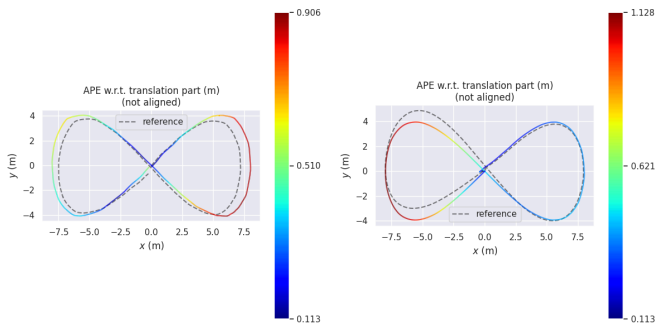 APE w.r.t. translation part (m)
(not aligned)
reference
4
2
0
−2
−4
y (m)
−7.5 −5.0 −2.5 0.0 2.5 5.0 7.5
x (m)
0.906
0.510
0.113
APE w.r.t. translation part (m)
(not aligned)
4
2
0
−2
−4
y (m)
reference
−7.5 −5.0 −2.5 0.0 2.5 5.0 7.5
x (m)
1.128
0.621
0.113